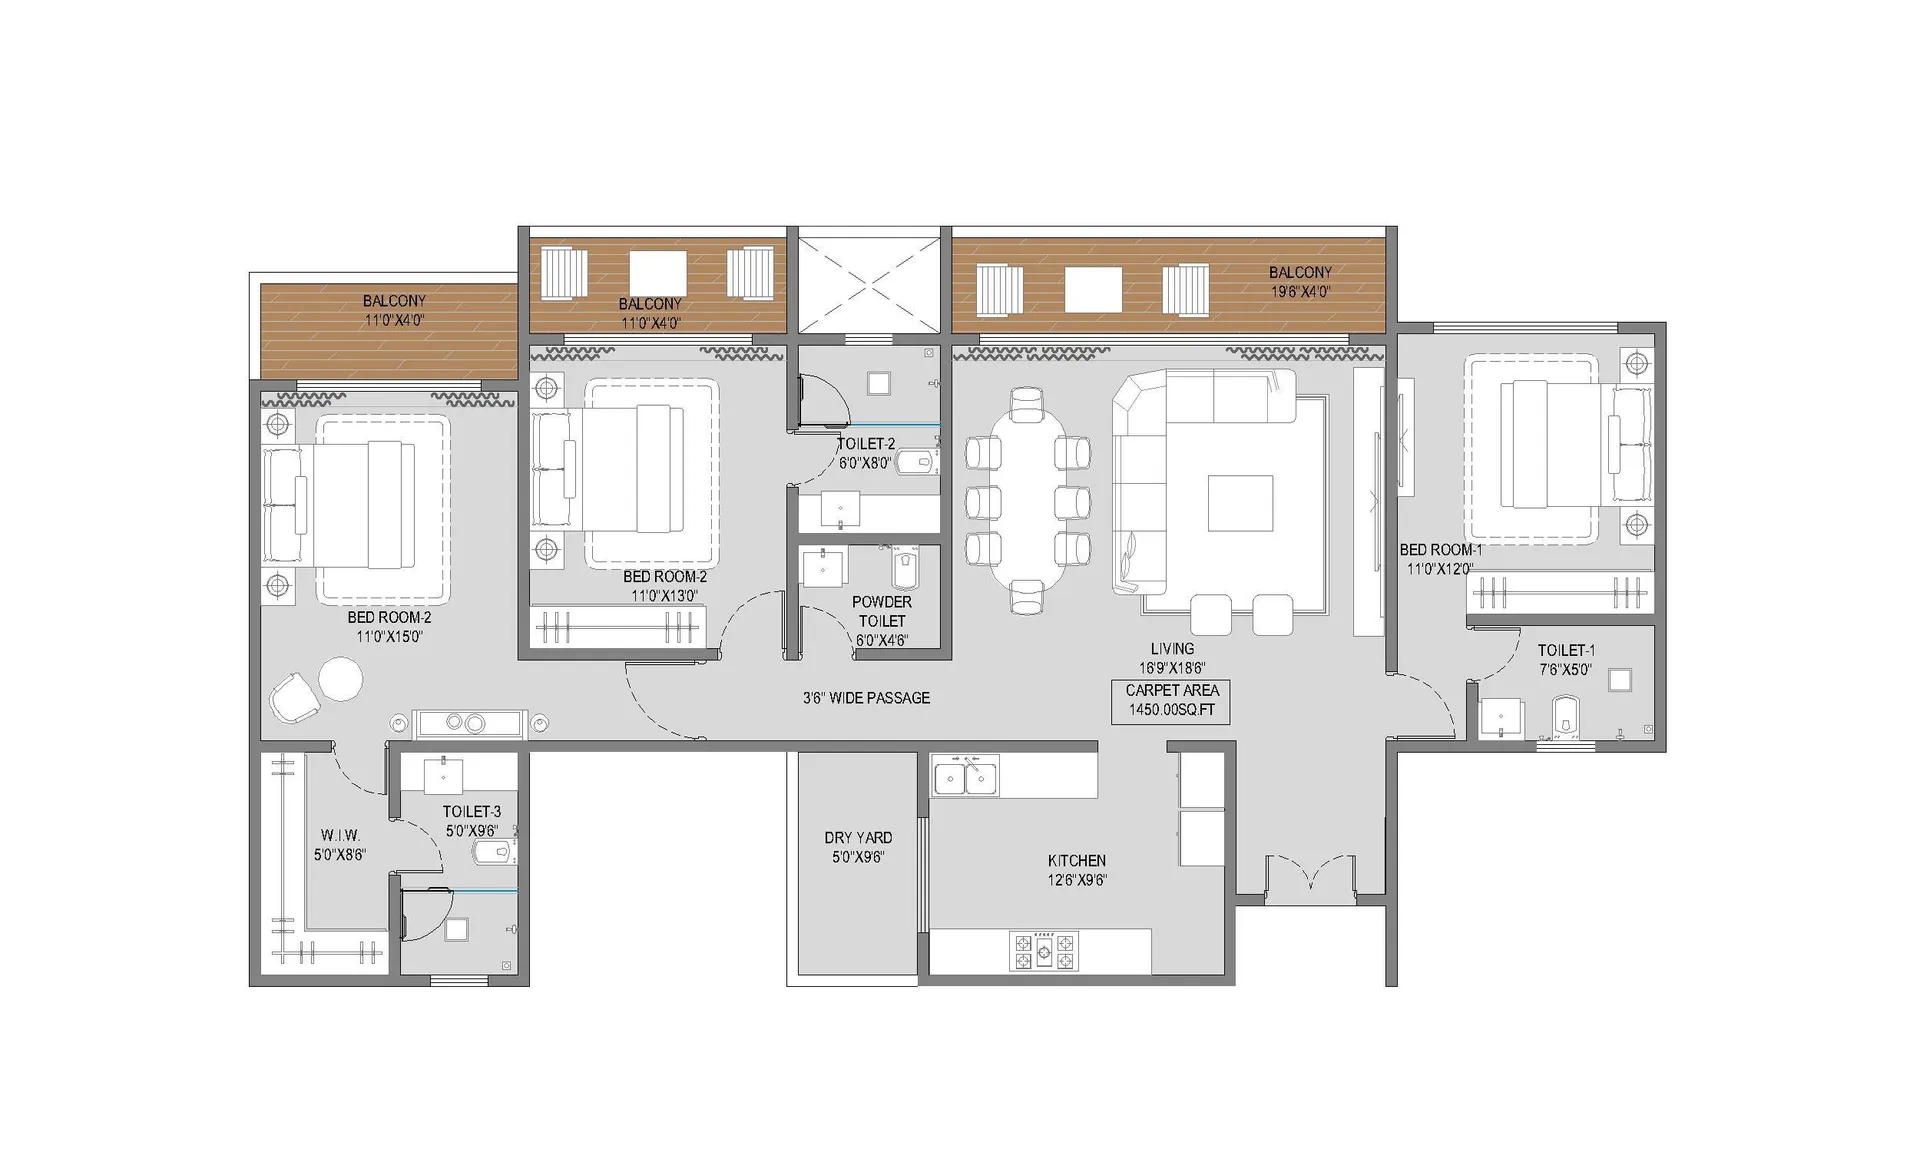 BALCONY
11'0"X4'0"
BALCONY
11'0"X4'0"
BALCONY
19'6"X4'0"
TOILET-2
6'0"X8'0"
BED ROOM-1
11'0"X12'0"
BED ROOM-2
11'0"X13'0"
BED ROOM-2
11'0"X15'0"
POWDER
TOILET
6'0"X4'6"
LIVING
16'9"X18'6"
CARPET AREA
1450.00SQ.FT
TOILET-1
7'6"X5'0"
3'6" WIDE PASSAGE
TOILET-3
5'0"X9'6"
W.I.W.
5'0"X8'6"
DRY YARD
5'0"X9'6"
KITCHEN
12'6"X9'6"